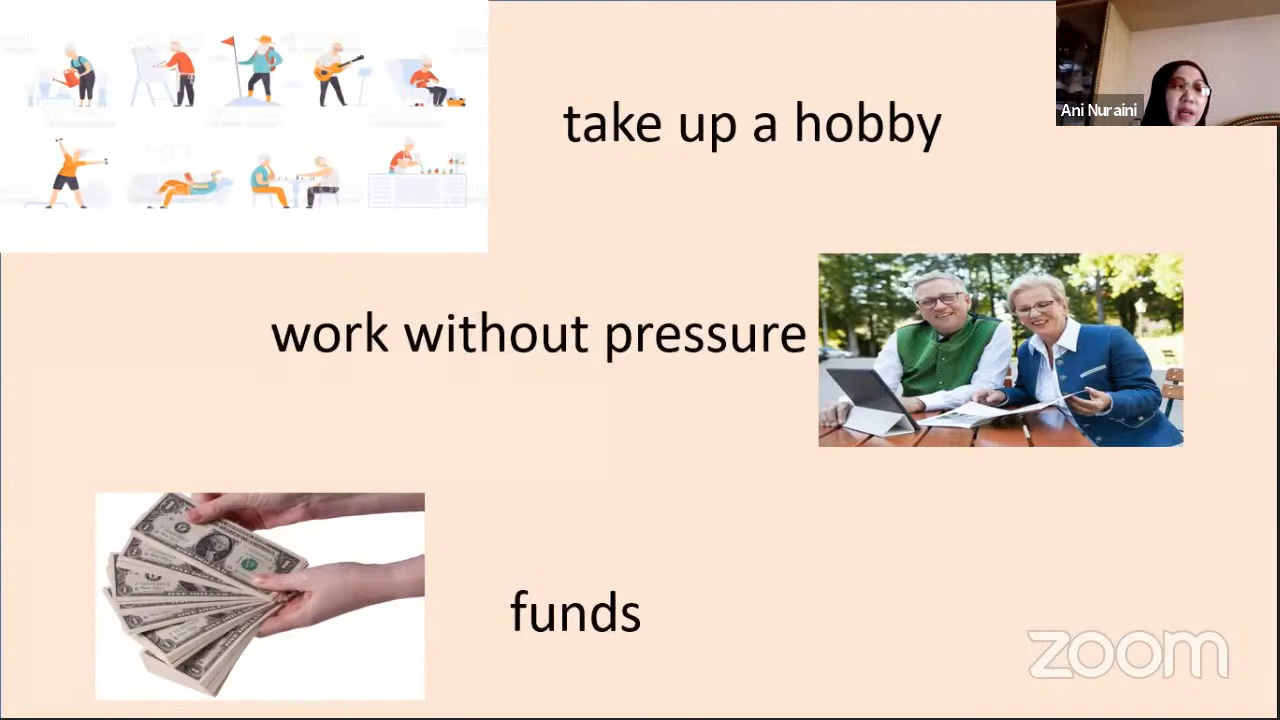 take up a hobby
Ani Nuraini
work without pressure
funds
zoom